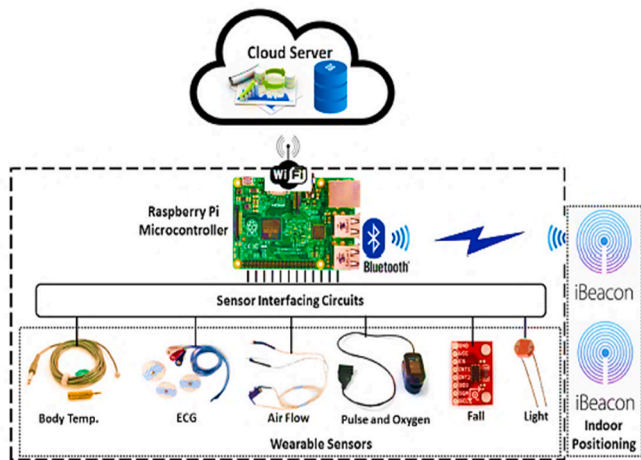 Cloud Server
WiFi
Raspberry Pi
Microcontroller
Bluetooth
iBeacon
Sensor Interfacing Circuits
Body Temp.
ECG
Air Flow
Pulse and Oxygen
Fall
Light
iBeacon
Indoor
Positioning
Wearable Sensors